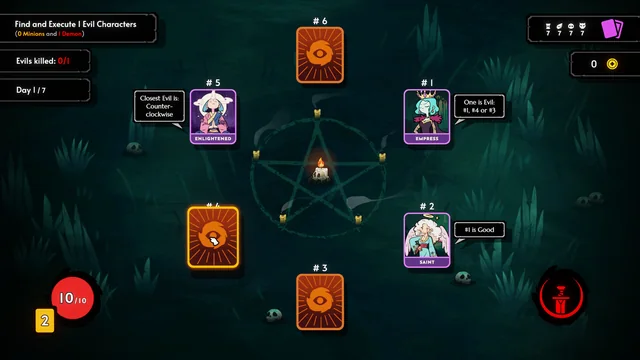 Find and Execute 1 Evil Characters
(0 Minions and 1 Demon)
Evils killed: 0/1
Day 1 / 7
# 6
7 7 7 7
0
# 5
Closest Evil is:
Counter-
clockwise
ENLIGHTENED
# 1
One is Evil:
#1, #4 or #3
EMPRESS
# 4
# 2
#1 is Good
SAINT
# 3
10/10
2